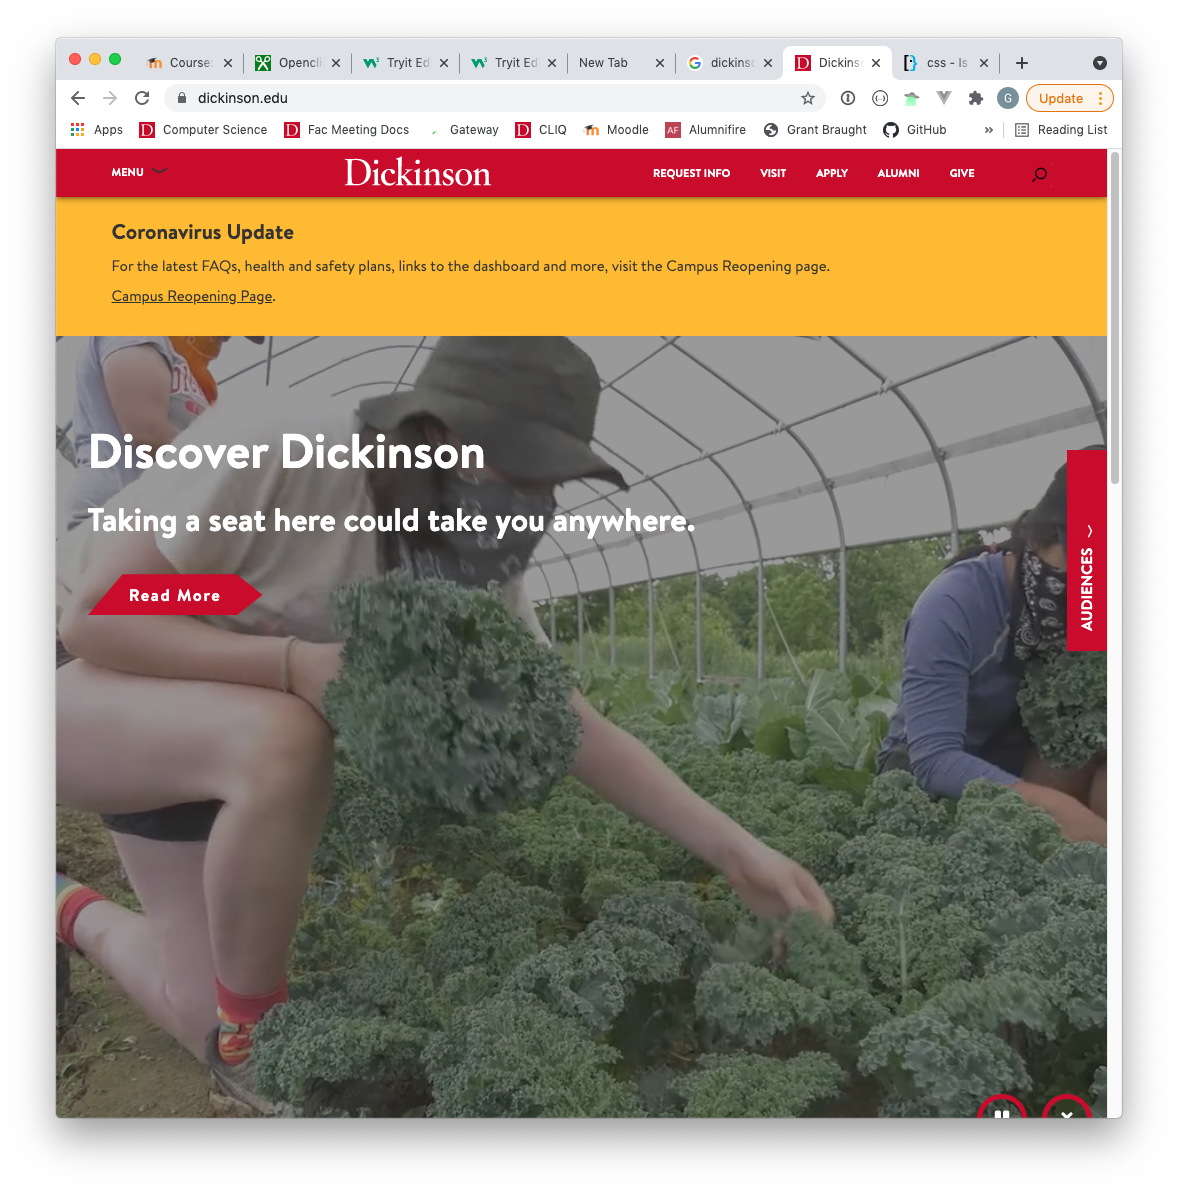 Course: Opencli Tryit Ed Tryit Ed New Tab dickinso Dickins css - Is
dickinson.edu G Update
Apps D Computer Science D Fac Meeting Docs Gateway D CLIQ Moodle AF Alumnifire Grant Braught GitHub » Reading List
MENU Dickinson REQUEST INFO VISIT APPLY ALUMNI GIVE
Coronavirus Update
For the latest FAQs, health and safety plans, links to the dashboard and more, visit the Campus Reopening page.
Campus Reopening Page.
Discover Dickinson
Taking a seat here could take you anywhere.
Read More
AUDIENCES